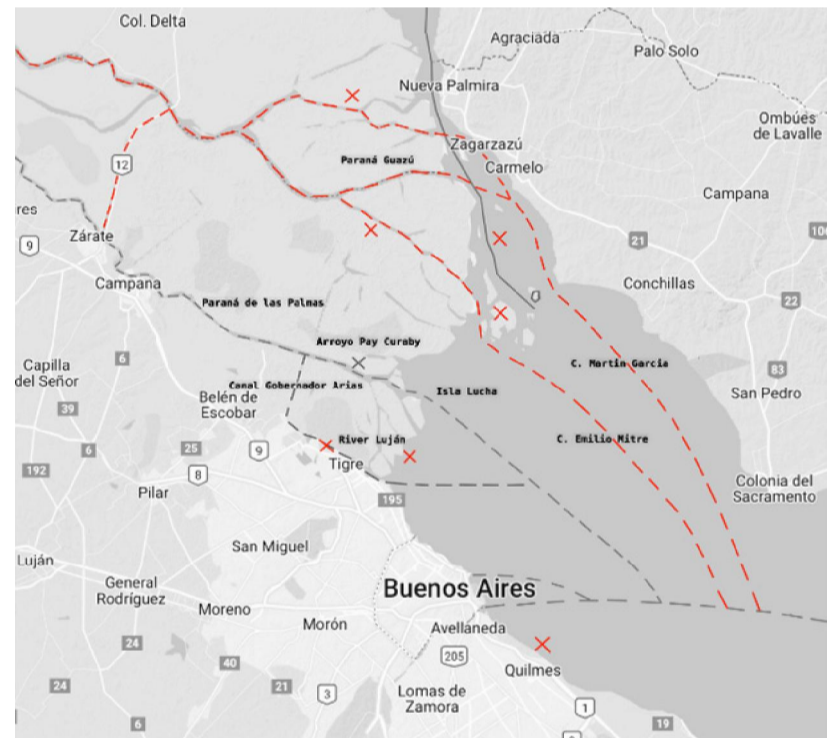 Col. Delta
Agraciada
Palo Solo
Nueva Palmira
Ombúes
de Lavalle
Zagarzazú
Paraná Guazú
Carmelo
12
Campana
res
Zárate
9
21
Campana
Conchillas
22
Paraná de las Palmas
Arroyo Pay Curaby
6
C. Martin Garcia
83
Capilla
del Señor
Canal Gobernador Arias
Isla Lucha
San Pedro
Belén de
Escobar
39
River Luján
C. Emilio Mitre
6
25
9
192
8
Tigre
Colonia del
Sacramento
Pilar
195
San Miguel
Luján
General
Rodríguez
Buenos Aires
Moreno
Morón
Avellaneda
24
205
40
Quilmes
24
21
3
Lomas de
Zamora
1
6
19